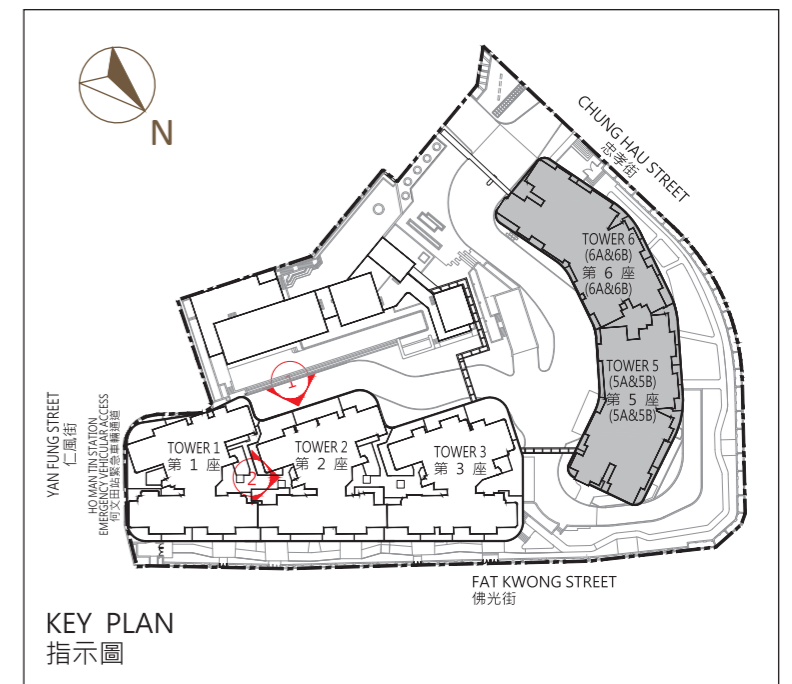 N
CHUNG HAU STREET
忠孝街
TOWER 6
(6A&6B)
第 6 座
(6A&6B)
TOWER 5
(5A&5B)
第 5 座
(5A&5B)
1
TOWER 1
第 1 座
TOWER 2
第 2 座
TOWER 3
第 3 座
2
YAN FUNG STREET
仁風街
HO MAN TIN STATION
EMERGENCY VEHICULAR ACCESS
何文田站緊急車輛通道
FAT KWONG STREET
佛光街
KEY PLAN
指示圖